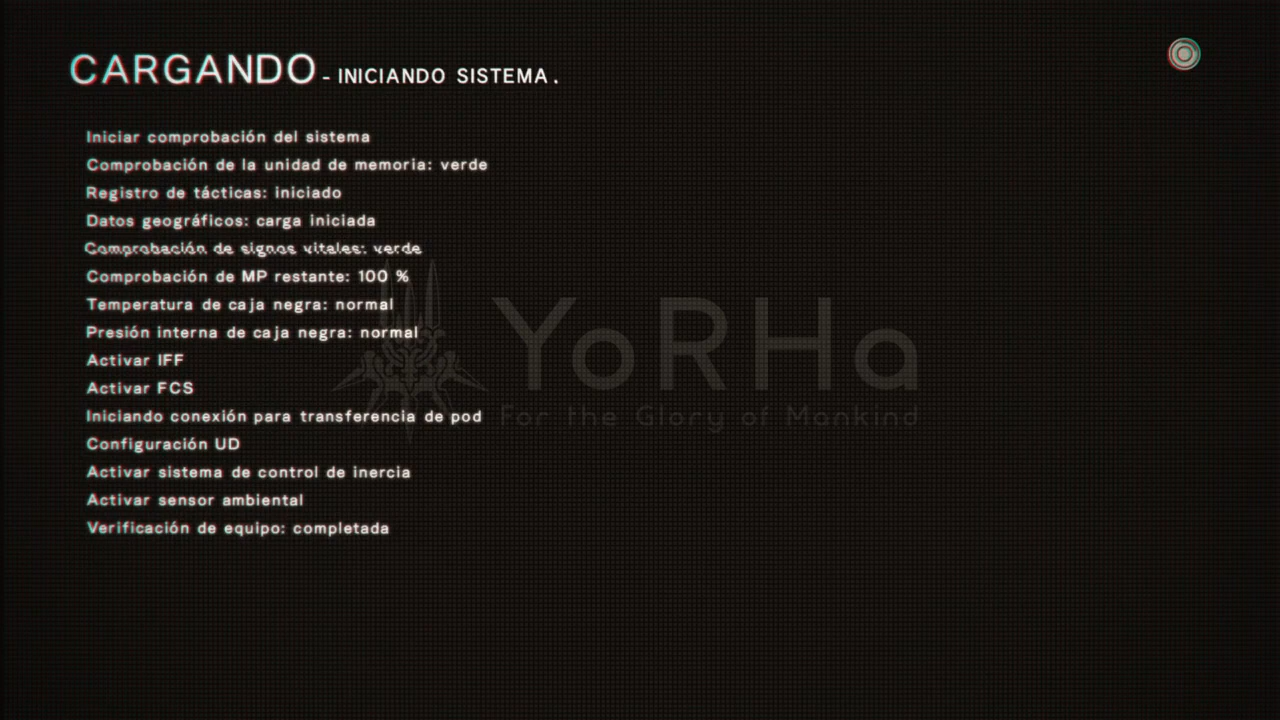 CARGANDO - INICIANDO SISTEMA.
Iniciar comprobación del sistema
Comprobación de la unidad de memoria: verde
Registro de tácticas: iniciado
Datos geográficos: carga iniciada
Comprobación de signos vitales: verde
Comprobación de MP restante: 100 %
Temperatura de caja negra: normal
Presión interna de caja negra: normal
Activar IFF
Activar FCS
Iniciando conexión para transferencia de pod
Configuración UD
Activar sistema de control de inercia
Activar sensor ambiental
Verificación de equipo: completada
YoRHa
For the Glory of Mankind